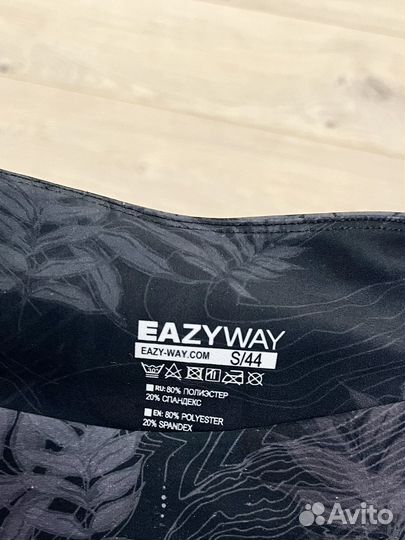 EAZYWAY
EAZY-WAY.COM S/44
RU: 80% ПОЛИЭСТЕР
20% СПАНДЕКС
EN: 80% POLYESTER
20% SPANDEX
Avito